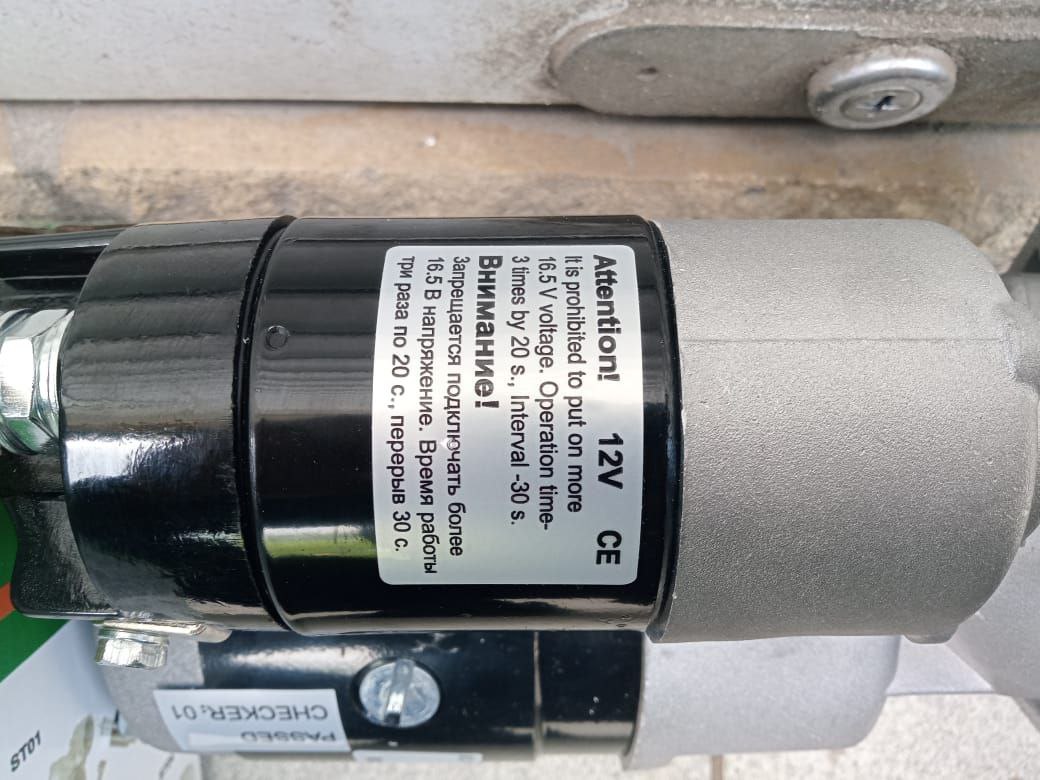 Attention! 12V CE
It is prohibited to put on more
16.5 V voltage. Operation time-
3 times by 20 s., Interval -30 s.
Внимание!
Запрещается подключать более
16.5 В напряжение. Время работы
три раза по 20 с., перерыв 30 с.
PASSED
CHECKER: 01
ST01